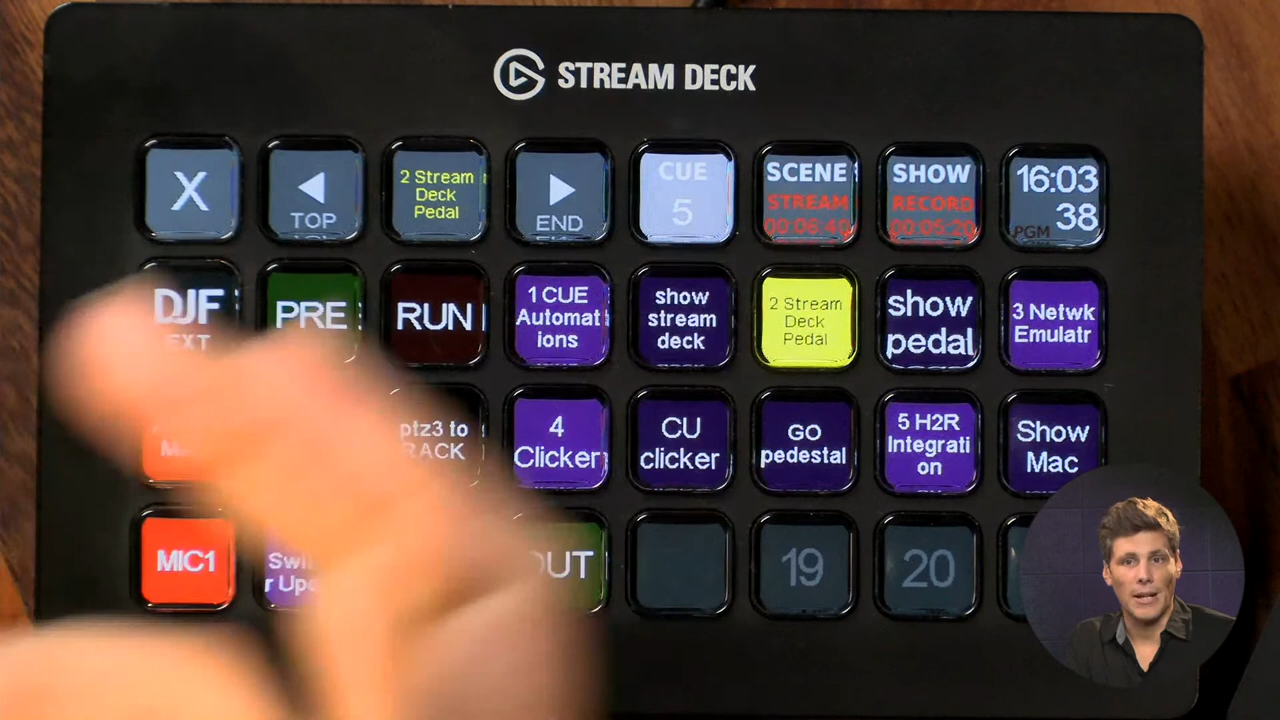 STREAM DECK
X
TOP
2 Stream
Deck
Pedal
END
CUE
5
SCENE
STREAM
00:06:40
SHOW
RECORD
00:05:20
16:03
38
PGM
DJF
EXT
PRE
RUN
1 CUE
Automat
ions
show
stream
deck
2 Stream
Deck
Pedal
show
pedal
3 Netwk
Emulatr
ptz3 to
RACK
4
Clicker
CU
clicker
GO
pedestal
5 H2R
Integrati
on
Show
Mac
MIC1
OUT
19
20